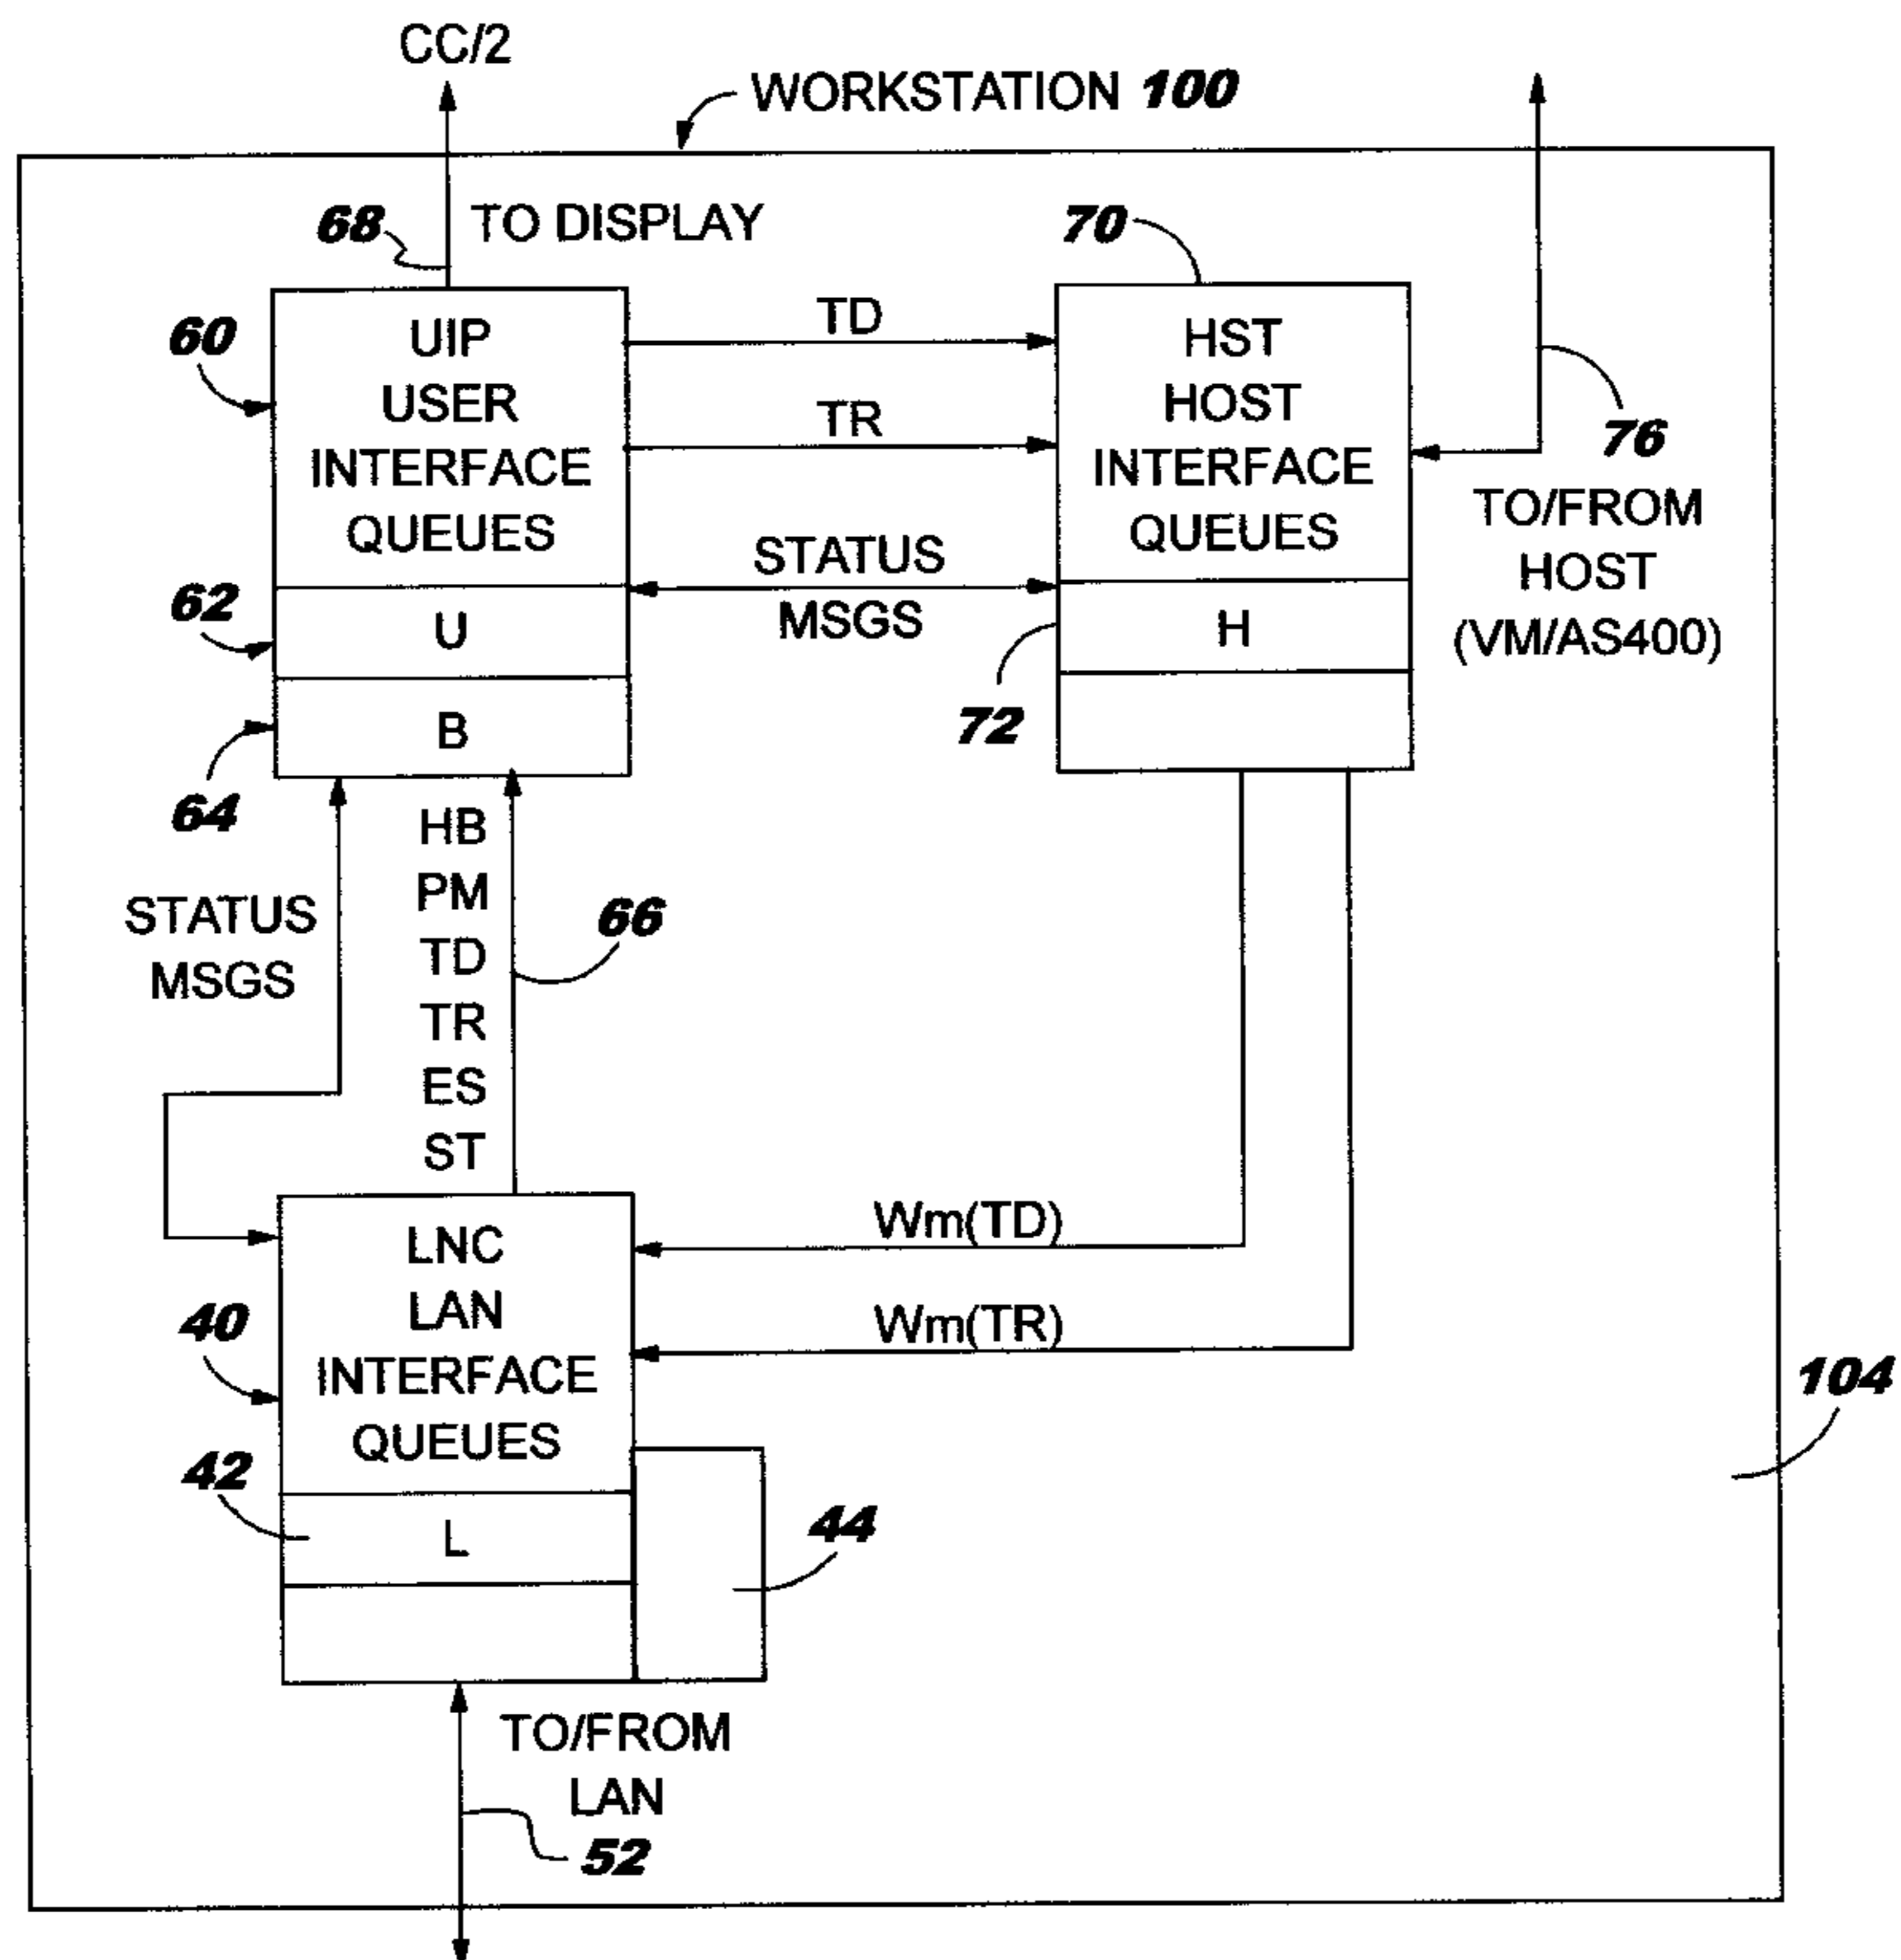 CC/2
WORKSTATION 100
68
TO DISPLAY
70
60
UIP
USER
INTERFACE
QUEUES
TD
TR
HST
HOST
INTERFACE
QUEUES
76
TO/FROM
HOST
(VM/AS400)
STATUS
MSGS
62
U
H
72
64
B
HB
PM
TD
TR
ES
ST
66
STATUS
MSGS
LNC
LAN
INTERFACE
QUEUES
Wm(TD)
Wm(TR)
40
104
42
L
44
TO/FROM
LAN
52